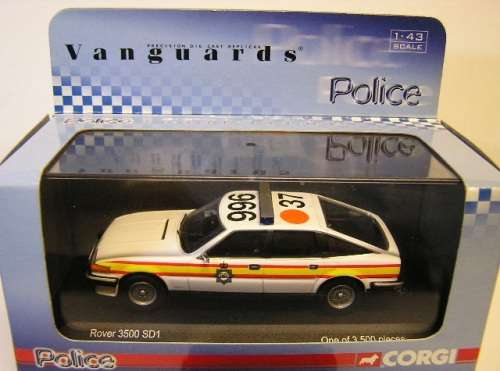 Vanguards®
PRECISION DIE CAST REPLICAS
1:43
SCALE
Police
996
37
Rover 3500 SD1
One of 3,500 pieces
Police
CORGI